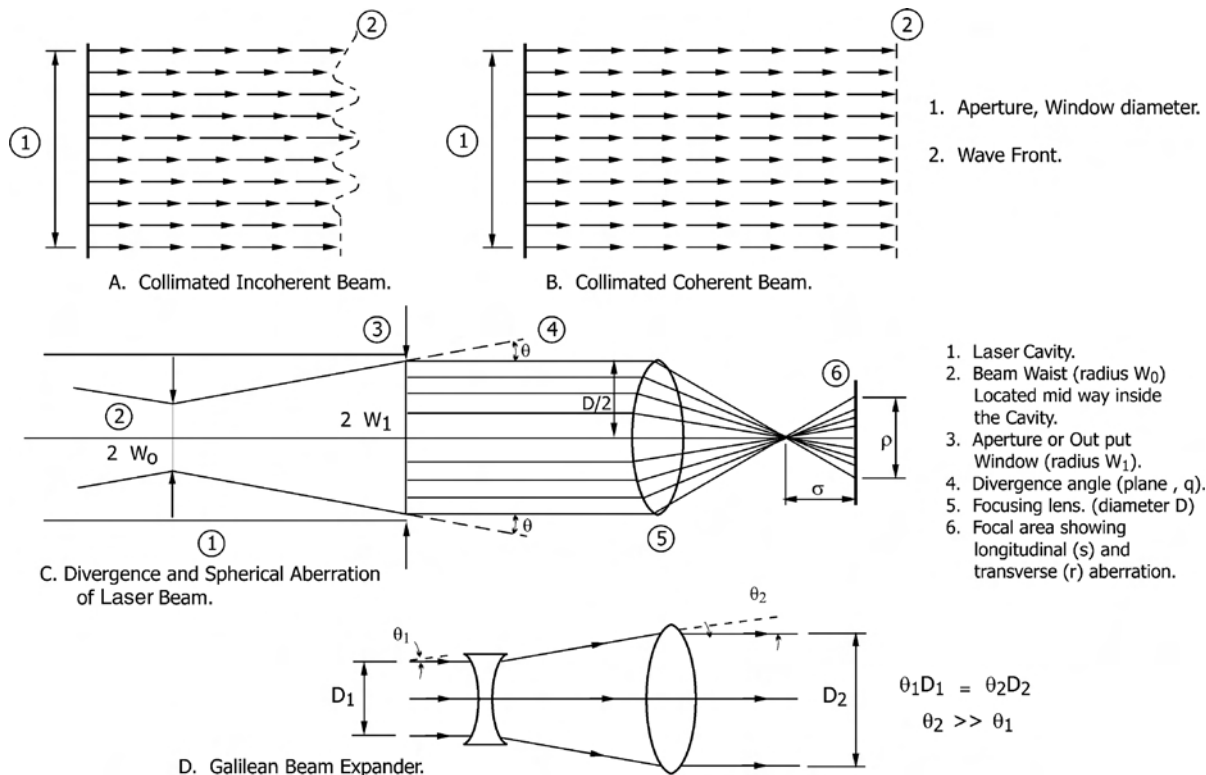 2
2
1
1
1. Aperture, Window diameter.
2. Wave Front.
A. Collimated Incoherent Beam.
B. Collimated Coherent Beam.
3
4
θ
6
2
2 W₀
2 W₁
D/2
ρ
σ
θ
5
1
1. Laser Cavity.
2. Beam Waist (radius W₀)
Located mid way inside
the Cavity.
3. Aperture or Out put
Window (radius W₁).
4. Divergence angle (plane , q).
5. Focusing lens. (diameter D)
6. Focal area showing
longitudinal (s) and
transverse (r) aberration.
C. Divergence and Spherical Aberration
of Laser Beam.
θ₁
θ₂
D₁
D₂
θ₁D₁ = θ₂D₂
θ₂ >> θ₁
D. Galilean Beam Expander.